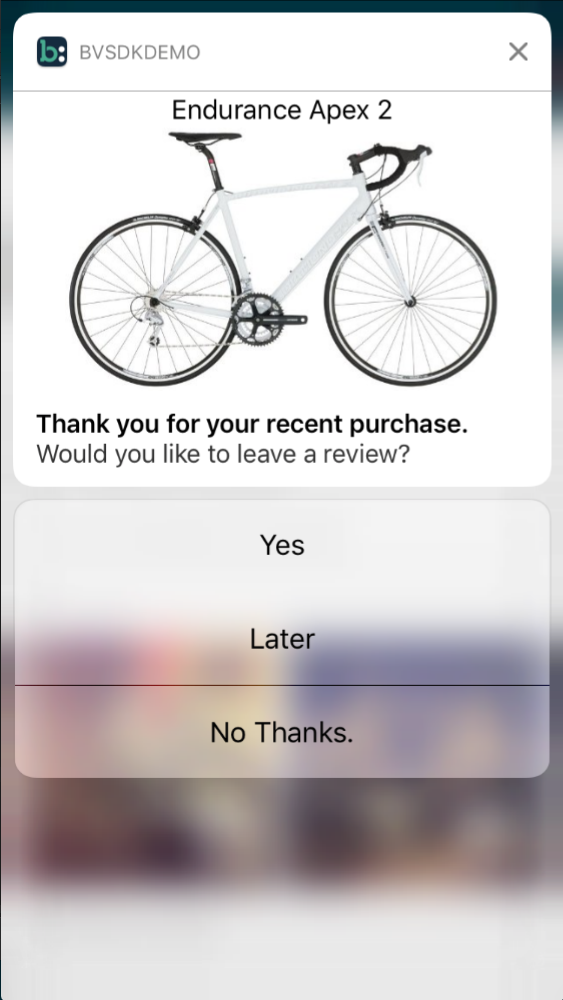 b:
BVSDKDEMO
Endurance Apex 2
Thank you for your recent purchase.
Would you like to leave a review?
Yes
Later
No Thanks.